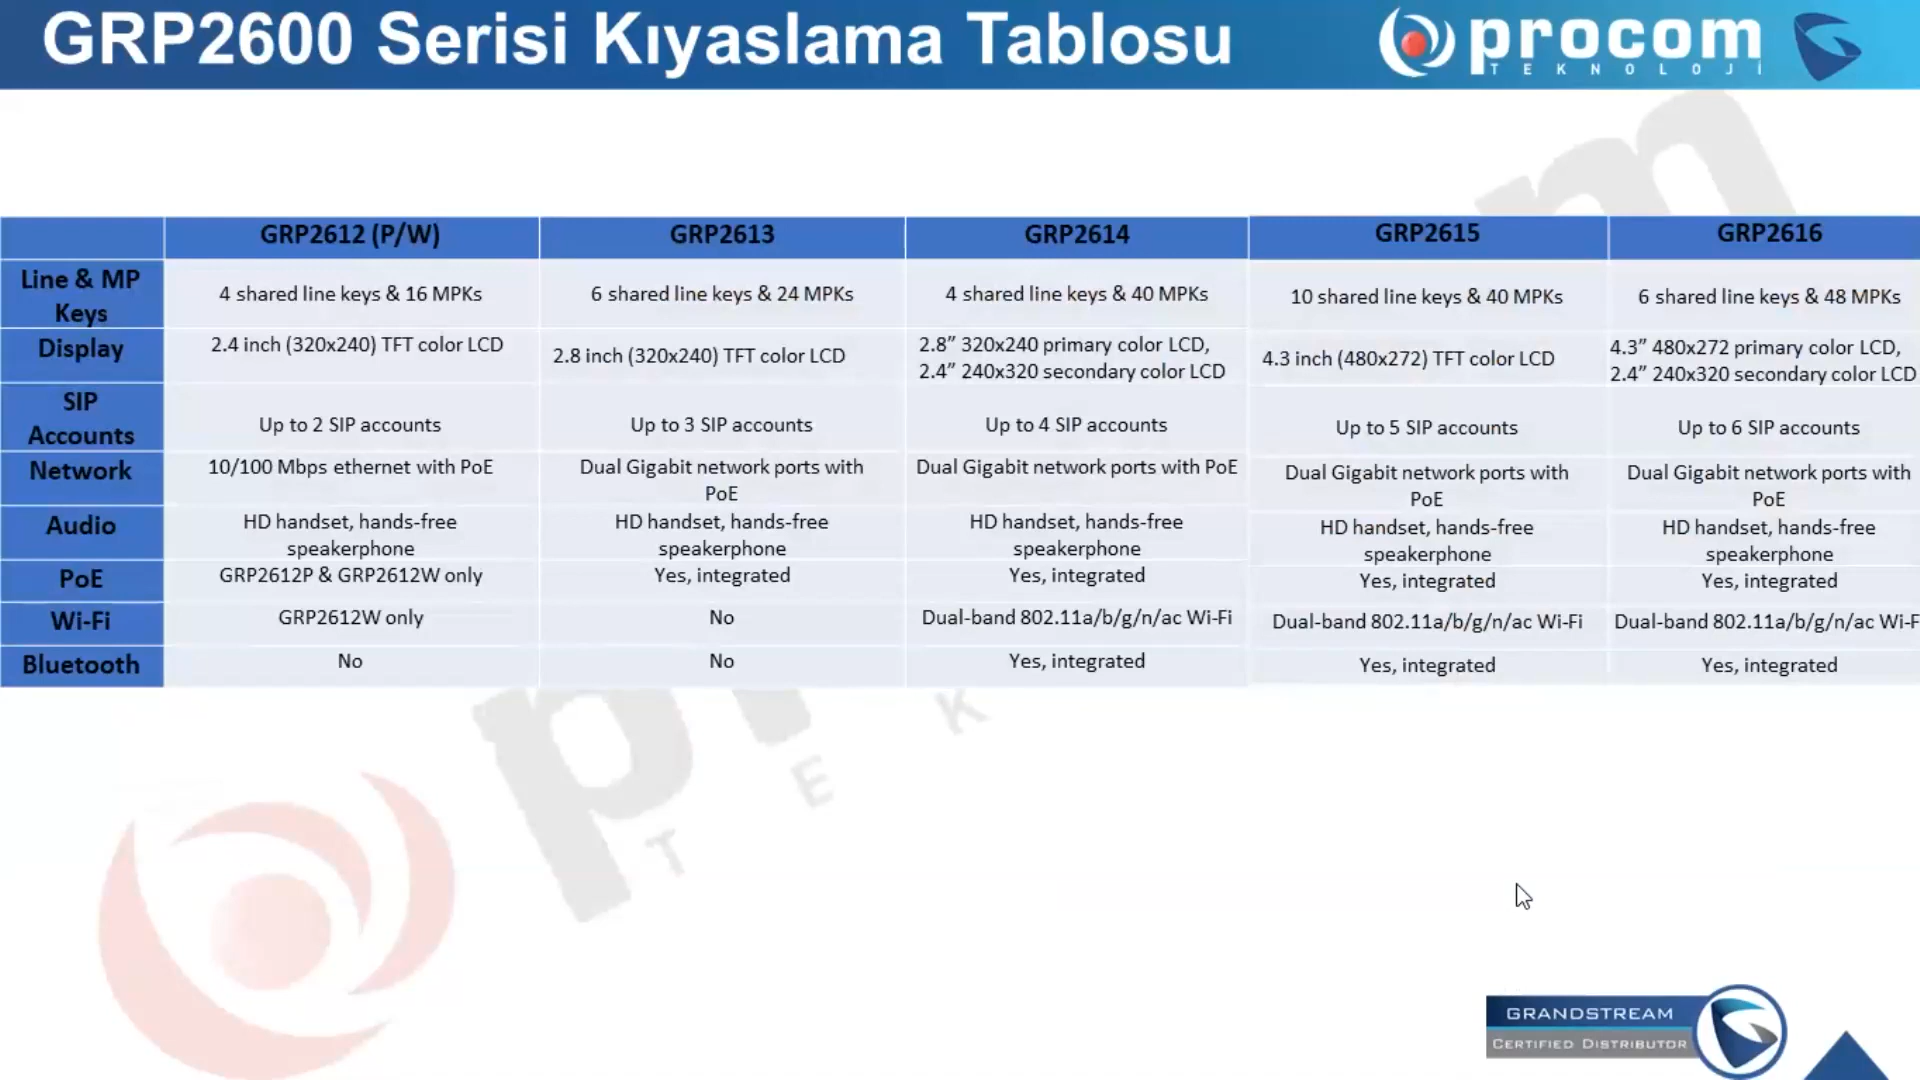 GRP2600 Serisi Kıyaslama Tablosu
procom
TEKNOLOJİ
GRP2612 (P/W) GRP2613 GRP2614 GRP2615 GRP2616
Line & MP
Keys
4 shared line keys & 16 MPKs
6 shared line keys & 24 MPKs
4 shared line keys & 40 MPKs
10 shared line keys & 40 MPKs
6 shared line keys & 48 MPKs
Display
2.4 inch (320x240) TFT color LCD
2.8 inch (320x240) TFT color LCD
2.8” 320x240 primary color LCD,
2.4” 240x320 secondary color LCD
4.3 inch (480x272) TFT color LCD
4.3” 480x272 primary color LCD,
2.4” 240x320 secondary color LCD
SIP
Accounts
Up to 2 SIP accounts
Up to 3 SIP accounts
Up to 4 SIP accounts
Up to 5 SIP accounts
Up to 6 SIP accounts
Network
10/100 Mbps ethernet with PoE
Dual Gigabit network ports with
PoE
Dual Gigabit network ports with PoE
Dual Gigabit network ports with
PoE
Dual Gigabit network ports with
PoE
Audio
HD handset, hands-free
speakerphone
HD handset, hands-free
speakerphone
HD handset, hands-free
speakerphone
HD handset, hands-free
speakerphone
HD handset, hands-free
speakerphone
PoE
GRP2612P & GRP2612W only
Yes, integrated
Yes, integrated
Yes, integrated
Yes, integrated
Wi-Fi
GRP2612W only
No
Dual-band 802.11a/b/g/n/ac Wi-Fi
Dual-band 802.11a/b/g/n/ac Wi-Fi
Dual-band 802.11a/b/g/n/ac Wi-F
Bluetooth
No
No
Yes, integrated
Yes, integrated
Yes, integrated
GRANDSTREAM
CERTIFIED DISTRIBUTOR